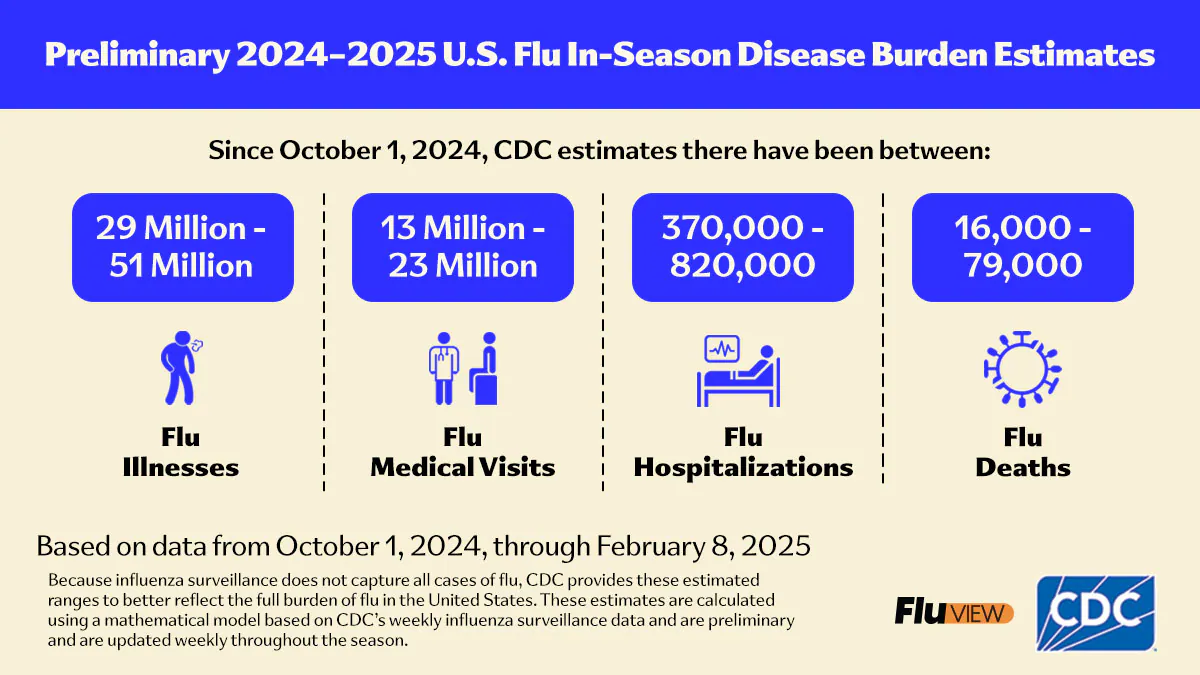 Preliminary 2024–2025 U.S. Flu In-Season Disease Burden Estimates
Since October 1, 2024, CDC estimates there have been between:
29 Million -
51 Million
13 Million -
23 Million
370,000 -
820,000
16,000 -
79,000
Flu
Illnesses
Flu
Medical Visits
Flu
Hospitalizations
Flu
Deaths
Based on data from October 1, 2024, through February 8, 2025
Because influenza surveillance does not capture all cases of flu, CDC provides these estimated
ranges to better reflect the full burden of flu in the United States. These estimates are calculated
using a mathematical model based on CDC’s weekly influenza surveillance data and are preliminary
and are updated weekly throughout the season.
FluVIEW
CDC